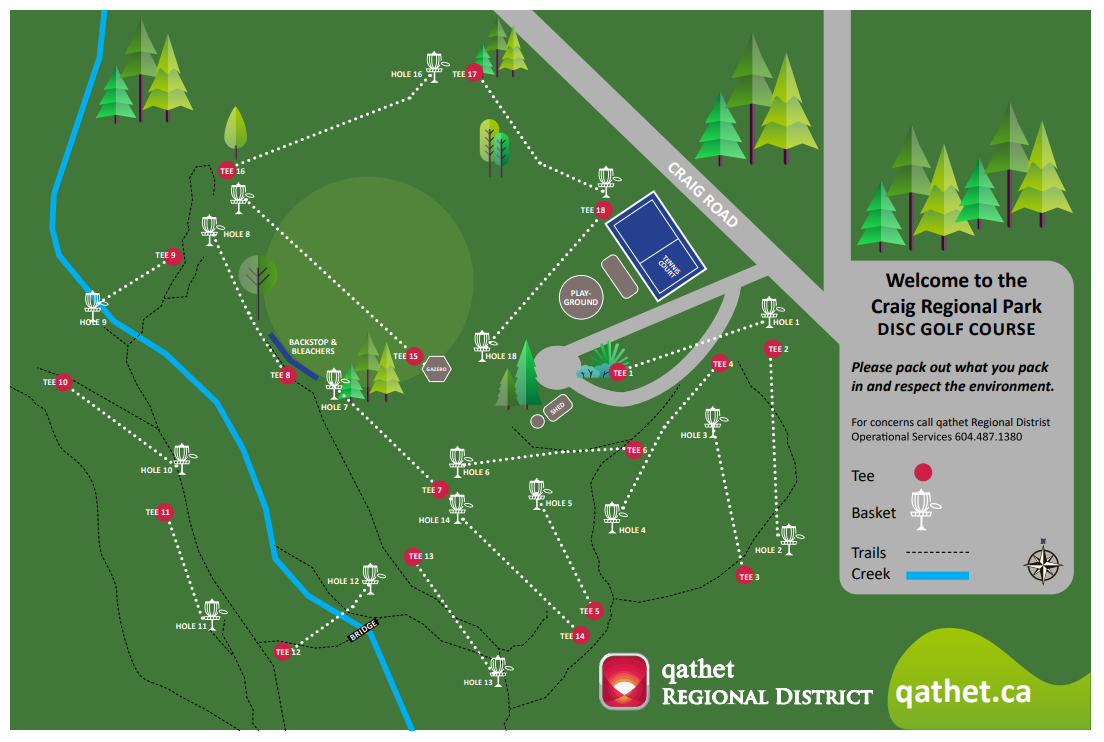 HOLE 16
TEE 17
TEE 16
HOLE 8
TEE 18
CRAIG ROAD
TENNIS
COURT
TEE 9
HOLE 9
PLAY-
GROUND
HOLE 1
BACKSTOP &
BLEACHERS
TEE 15
GAZEBO
HOLE 18
TEE 2
TEE 4
TEE 1
TEE 8
TEE 10
HOLE 7
SHED
HOLE 3
TEE 6
HOLE 10
HOLE 6
TEE 7
HOLE 5
TEE 11
HOLE 14
HOLE 4
HOLE 2
TEE 13
HOLE 12
TEE 3
TEE 5
HOLE 11
BRIDGE
TEE 14
TEE 12
HOLE 13
Welcome to the
Craig Regional Park
DISC GOLF COURSE
Please pack out what you pack
in and respect the environment.
For concerns call qathet Regional District
Operational Services 604.487.1380
Tee
Basket
Trails
Creek
N
qathet
REGIONAL DISTRICT
qathet.ca